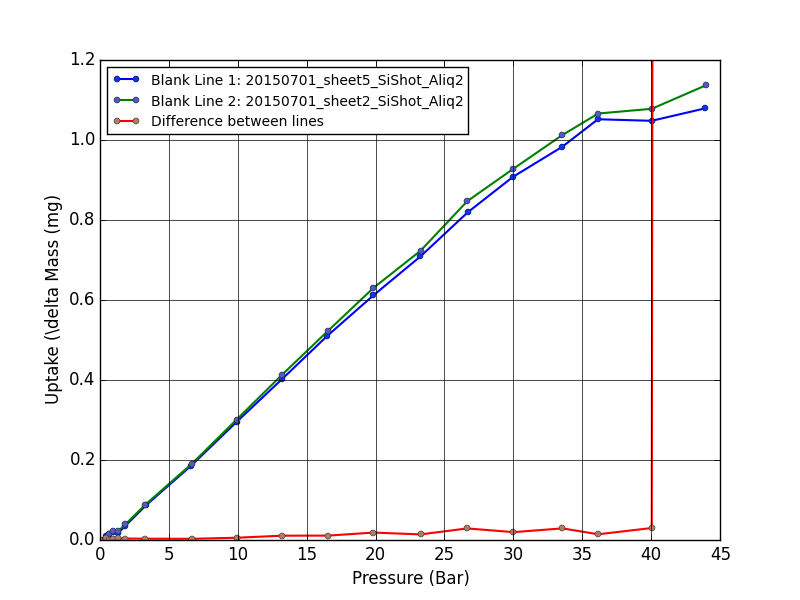 Blank Line 1: 20150701_sheet5_SiShot_Aliq2
Blank Line 2: 20150701_sheet2_SiShot_Aliq2
Difference between lines
1.2
1.0
0.8
0.6
0.4
0.2
0.0
Uptake (\delta Mass (mg)
0 5 10 15 20 25 30 35 40 45
Pressure (Bar)